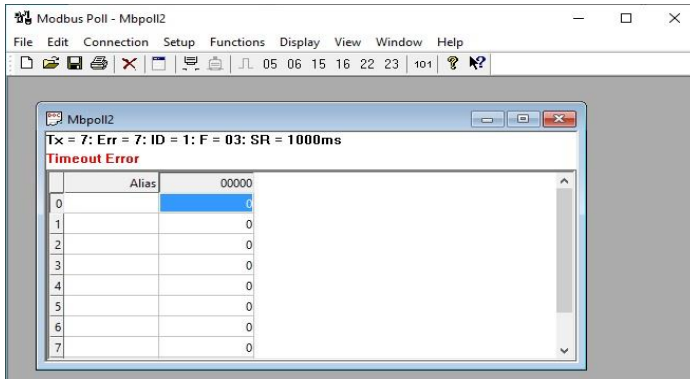 Modbus Poll - Mbpoll2
File Edit Connection Setup Functions Display View Window Help
05 06 15 16 22 23 101
Mbpoll2
Tx = 7: Err = 7: ID = 1: F = 03: SR = 1000ms
Timeout Error
Alias 00000
0 0
1 0
2 0
3 0
4 0
5 0
6 0
7 0